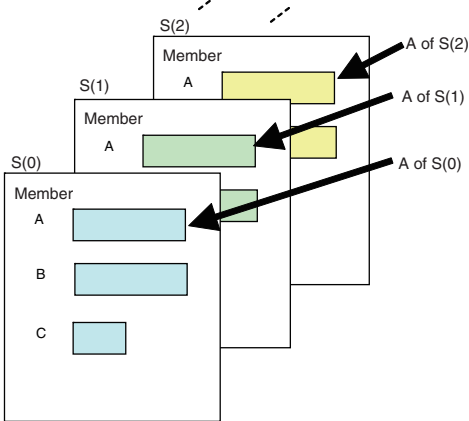 S(2)
Member
A
A of S(2)
S(1)
Member
A
A of S(1)
S(0)
Member
A
A of S(0)
B
C